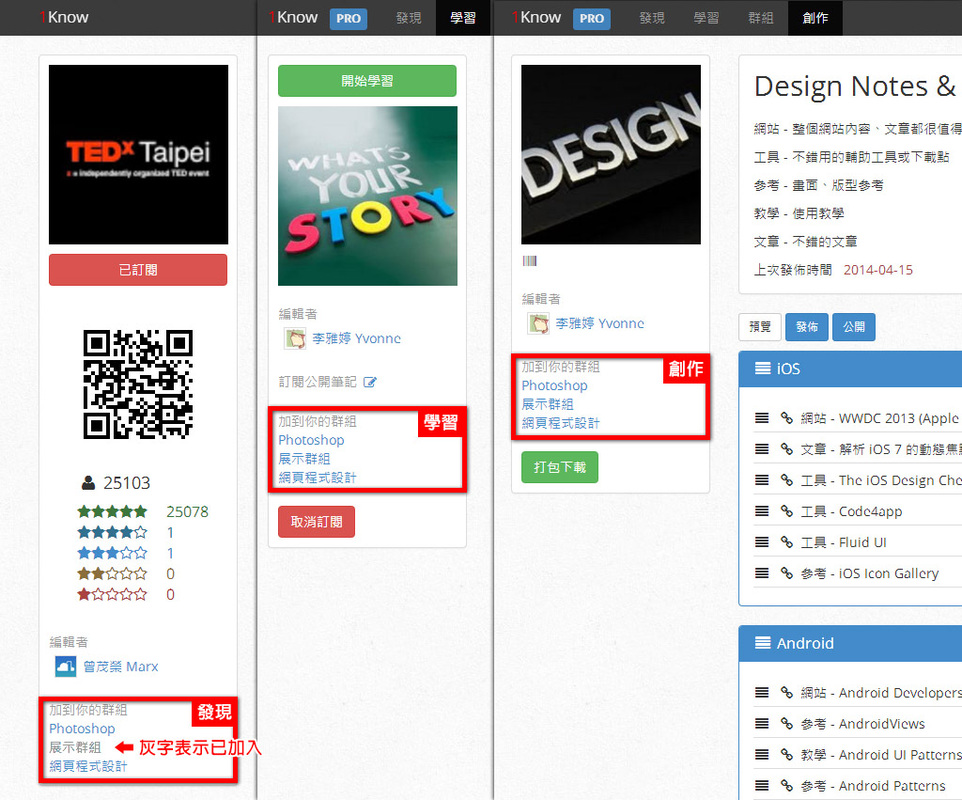 1Know
TEDx Taipei
x = independently organized TED event
已訂閱
25103
25078
1
1
0
0
編輯者
曾茂榮 Marx
加到你的群組
發現
Photoshop
展示群組
灰字表示已加入
網頁程式設計
1Know PRO 發現 學習
開始學習
WHAT'S
YOUR
STORY
編輯者
李雅婷 Yvonne
訂閱公開筆記
加到你的群組
學習
Photoshop
展示群組
網頁程式設計
取消訂閱
1Know PRO 發現 學習 群組 創作
DESIGN
編輯者
李雅婷 Yvonne
加到你的群組
創作
Photoshop
展示群組
網頁程式設計
打包下載
Design Notes &
網站 - 整個網站內容、文章都很值得
工具 - 不錯用的輔助工具或下載點
參考 - 畫面、版型參考
教學 - 使用教學
文章 - 不錯的文章
上次發佈時間 2014-04-15
預覽 發佈 公開
iOS
網站 - WWDC 2013 (Apple
文章 - 解析 iOS 7 的動態焦
工具 - The iOS Design Che
工具 - Code4app
工具 - Fluid UI
參考 - iOS Icon Gallery
Android
網站 - Android Developers
參考 - AndroidViews
教學 - Android UI Patterns
參考 - Android Patterns